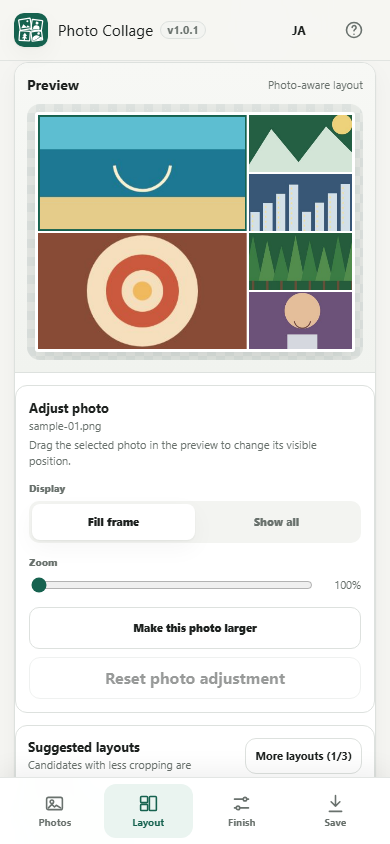 Photo Collage v1.0.1 JA
Preview Photo-aware layout
Adjust photo
sample-01.png
Drag the selected photo in the preview to change its visible
position.
Display
Fill frame Show all
Zoom
100%
Make this photo larger
Reset photo adjustment
Suggested layouts
Candidates with less cropping are
More layouts (1/3)
Photos Layout Finish Save